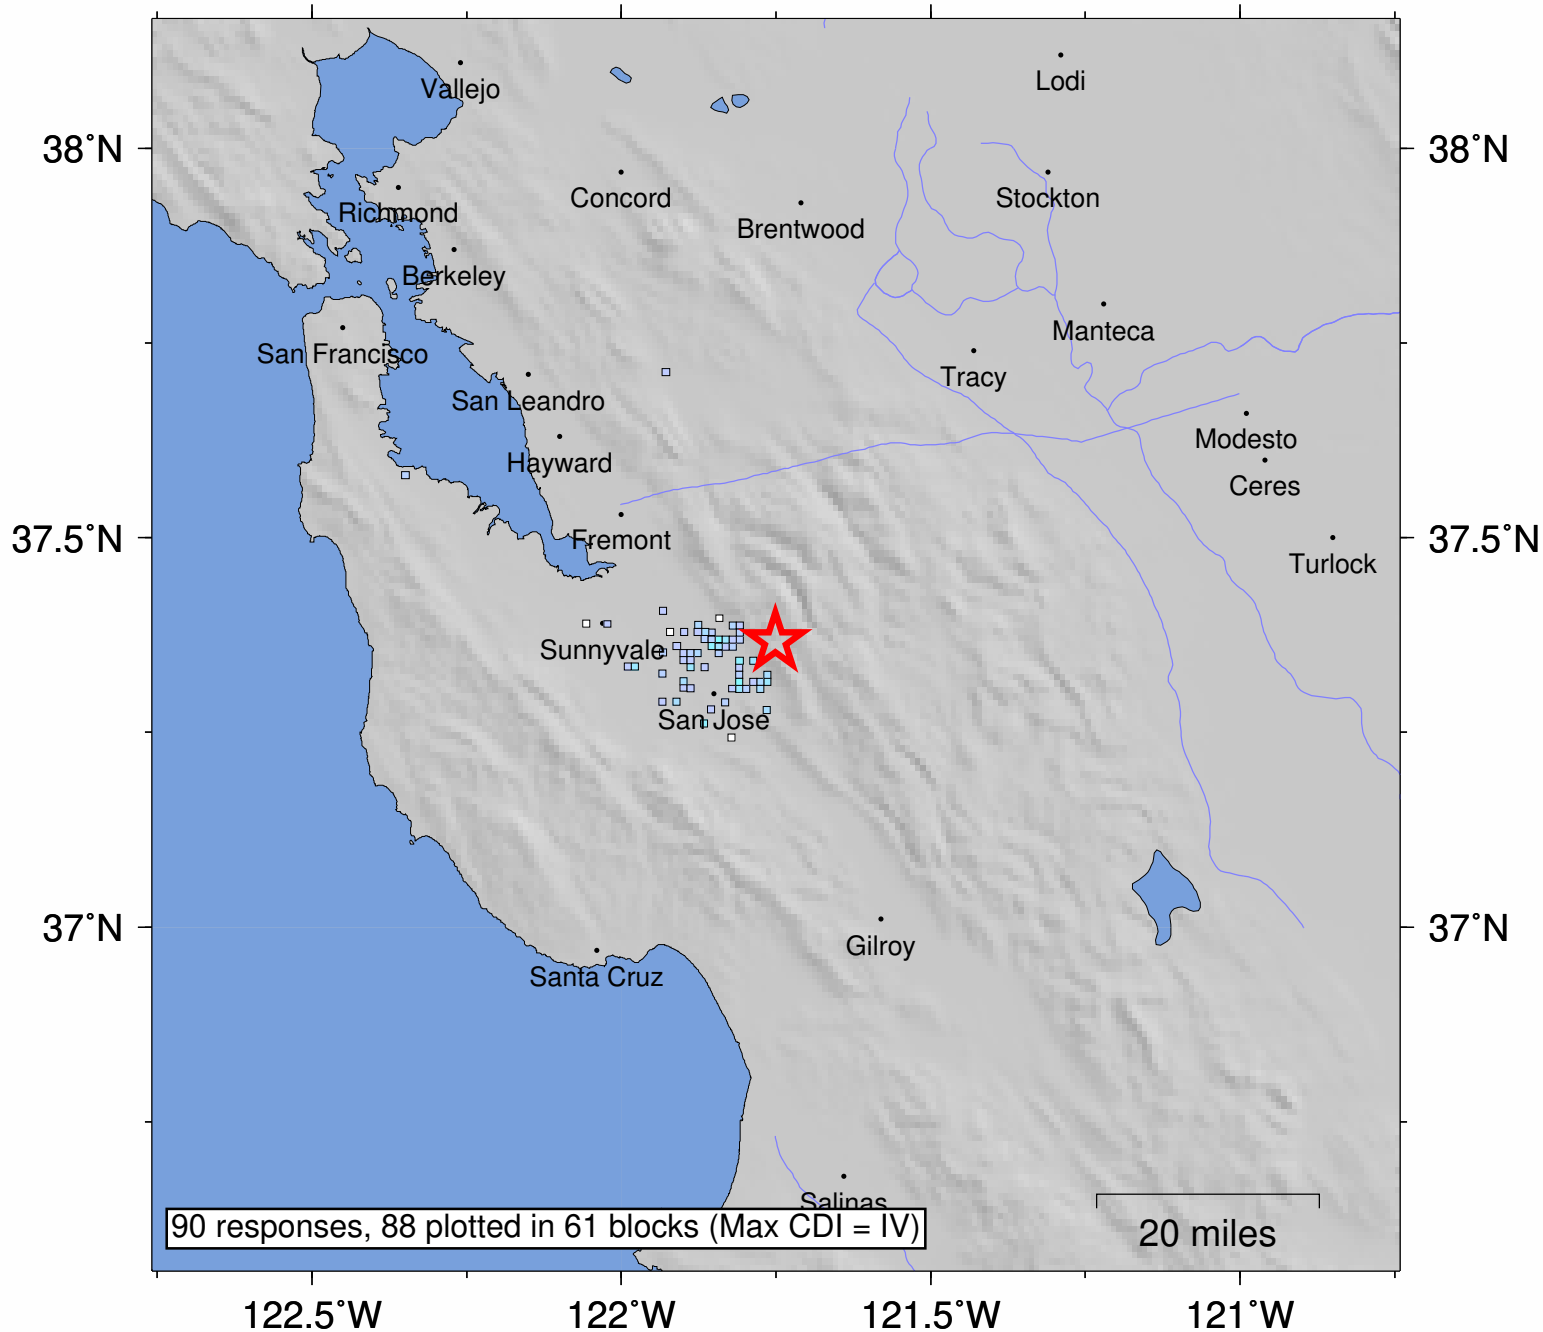 Vallejo
Lodi
38°N
38°N
Concord
Stockton
Richmond
Brentwood
Berkeley
Manteca
San Francisco
Tracy
San Leandro
Modesto
Hayward
Ceres
37.5°N
Fremont
37.5°N
Turlock
Sunnyvale
San Jose
37°N
37°N
Gilroy
Santa Cruz
Salinas
90 responses, 88 plotted in 61 blocks (Max CDI = IV)
20 miles
122.5°W
122°W
121.5°W
121°W